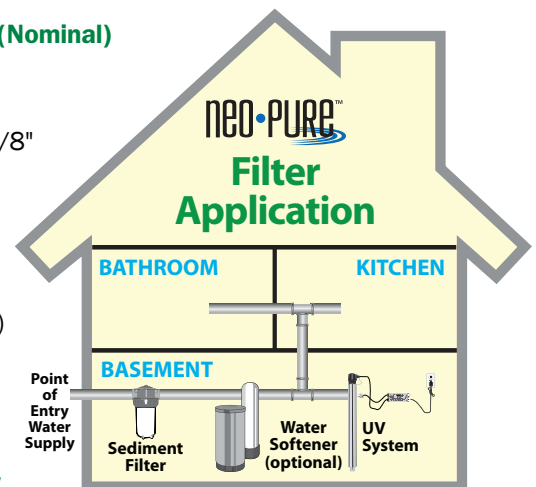 (Nominal)
/8"
neo•PURE™
Filter
Application
BATHROOM
KITCHEN
)
BASEMENT
Point
of
Entry
Water
Supply
Sediment
Filter
Water
Softener
(optional)
UV
System